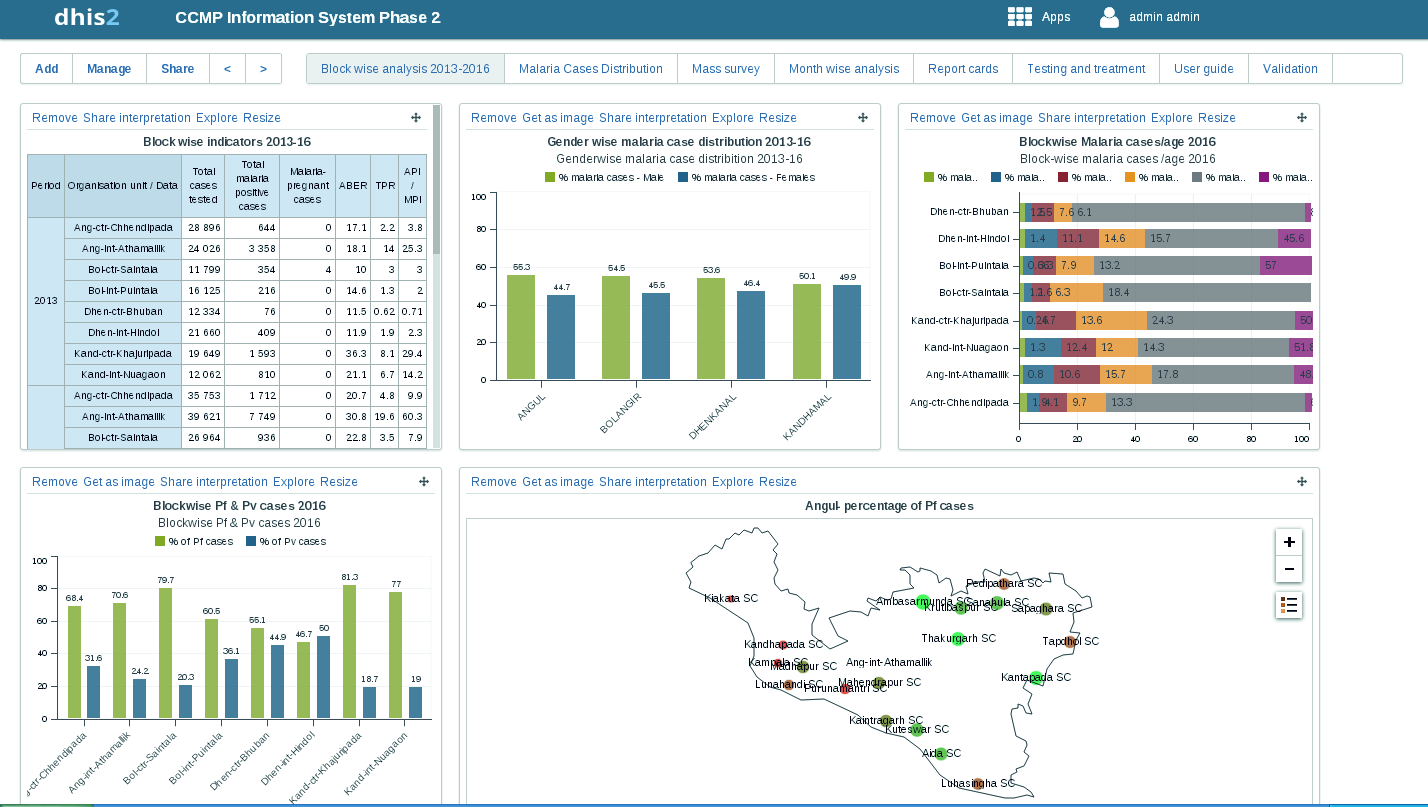 dhis2 CCMP Information System Phase 2 Apps admin admin
Add Manage Share < > Block wise analysis 2013-2016 Malaria Cases Distribution Mass survey Month wise analysis Report cards Testing and treatment User guide Validation
Remove Share interpretation Explore Resize
Block wise indicators 2013-16
Period Organisation unit / Data Total cases tested Total malaria positive cases Malaria-pregnant cases ABER TPR API / MPI
2013
Ang-ctr-Chhendipada 28 896 644 0 17.1 2.2 3.8
Ang-int-Athamallik 24 026 3 358 0 18.1 14 25.3
Bol-ctr-Saintala 11 799 354 4 10 3 3
Bol-int-Puintala 16 125 216 0 14.6 1.3 2
Dhen-ctr-Bhuban 12 334 76 0 11.5 0.62 0.71
Dhen-int-Hindol 21 660 409 0 11.9 1.9 2.3
Kand-ctr-Khajuripada 19 649 1 593 0 36.3 8.1 29.4
Kand-int-Nuagaon 12 062 810 0 21.1 6.7 14.2
Ang-ctr-Chhendipada 35 753 1 712 0 20.7 4.8 9.9
Ang-int-Athamallik 39 621 7 749 0 30.8 19.6 60.3
Bol-ctr-Saintala 26 964 936 0 22.8 3.5 7.9
Remove Get as image Share interpretation Explore Resize
Gender wise malaria case distribution 2013-16
Genderwise malaria case distribition 2013-16
% malaria cases - Male % malaria cases - Females
100
80
60
40
20
0
55.3 44.7 54.5 45.5 53.6 46.4 50.1 49.9
ANGUL BOLANGIR DHENKANAL KANDHAMAL
Remove Get as image Share interpretation Explore Resize
Blockwise Malaria cases/age 2016
Block-wise malaria cases /age 2016
% mala.. % mala.. % mala.. % mala.. % mala.. % mala..
Dhen-ctr-Bhuban 7.6 6.1
Dhen-int-Hindol 1.4 11.1 14.6 15.7 45.6
Bol-int-Puintala 7.9 13.2 57
Bol-ctr-Saintala 6.3 18.4
Kand-ctr-Khajuripada 13.6 24.3 50
Kand-int-Nuagaon 1.3 12.4 12 14.3 51.8
Ang-int-Athamallik 0.8 10.6 15.7 17.8 48
Ang-ctr-Chhendipada 9.7 13.3
0 20 40 60 80 100
Remove Get as image Share interpretation Explore Resize
Blockwise Pf & Pv cases 2016
Blockwise Pf & Pv cases 2016
% of Pf cases % of Pv cases
100
80
60
40
20
0
68.4 31.6 70.6 24.2 79.7 20.3 60.5 36.1 55.1 44.9 46.7 50 81.3 18.7 77 19
-ctr-Chhendipada Ang-int-Athamallik Bol-ctr-Saintala Bol-int-Puintala Dhen-ctr-Bhuban Dhen-int-Hindol Kand-ctr-Khajuripada Kand-int-Nuagaon
Remove Get as image Share interpretation Explore Resize
Angul- percentage of Pf cases
+
−
Pedipathara SC
Kiakata SC
Ambasarmunda SC
Sanahula SC
Krutibaspur SC
Sapaghara SC
Thakurgarh SC
Tapdhol SC
Kandhapada SC
Kampala SC
Madhapur SC
Ang-int-Athamallik
Kantapada SC
Lunahandi SC
Purunamantri SC
Mahendrapur SC
Kaintragarh SC
Kuteswar SC
Aida SC
Luhasingha SC